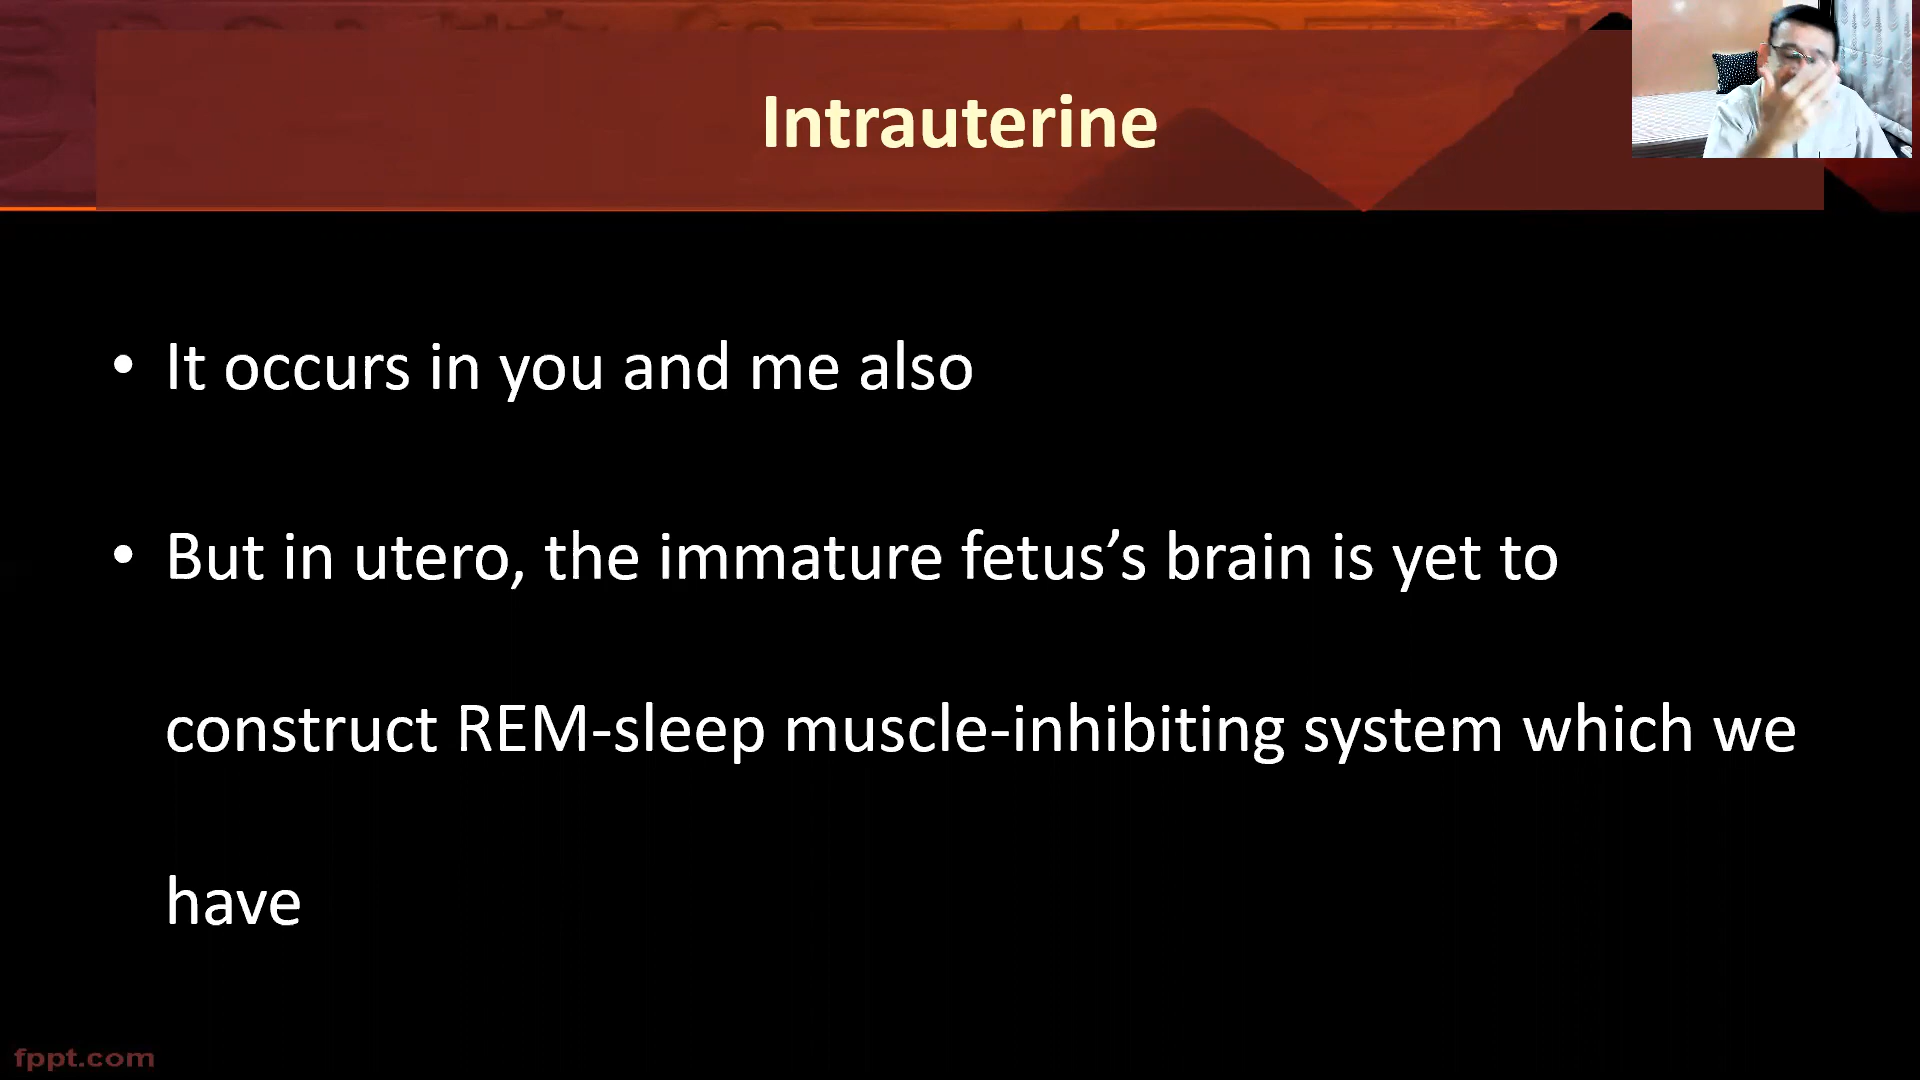 Intrauterine
• It occurs in you and me also
• But in utero, the immature fetus’s brain is yet to
construct REM-sleep muscle-inhibiting system which we
have
fppt.com